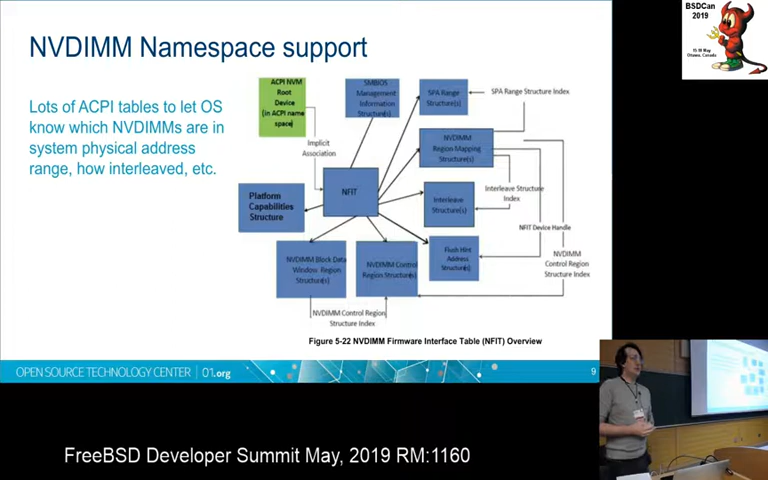 NVDIMM Namespace support
BSDCan
2019
Ottawa, Canada
Lots of ACPI tables to let OS
know which NVDIMMs are in
system physical address
range, how interleaved, etc.
ACPI NVM
Root
Device
(in ACPI name
space)
SMBIOS
Management
Information
Structure(s)
SPA Range
Structure(s)
SPA Range Structure Index
Implicit
Association
NVDIMM
Region Mapping
Structure(s)
NFIT
Platform
Capabilities
Structure
Interleave
Structure(s)
Interleave Structure
Index
NFIT Device Handle
Flush Hint
Address
Structure(s)
NVDIMM
Control Region
Structure Index
NVDIMM Block Data
Window Region
Structure(s)
NVDIMM Control
Region Structure(s)
NVDIMM Control Region
Structure Index
Figure 5-22 NVDIMM Firmware Interface Table (NFIT) Overview
OPEN SOURCE TECHNOLOGY CENTER | 01.org
9
FreeBSD Developer Summit May, 2019 RM:1160